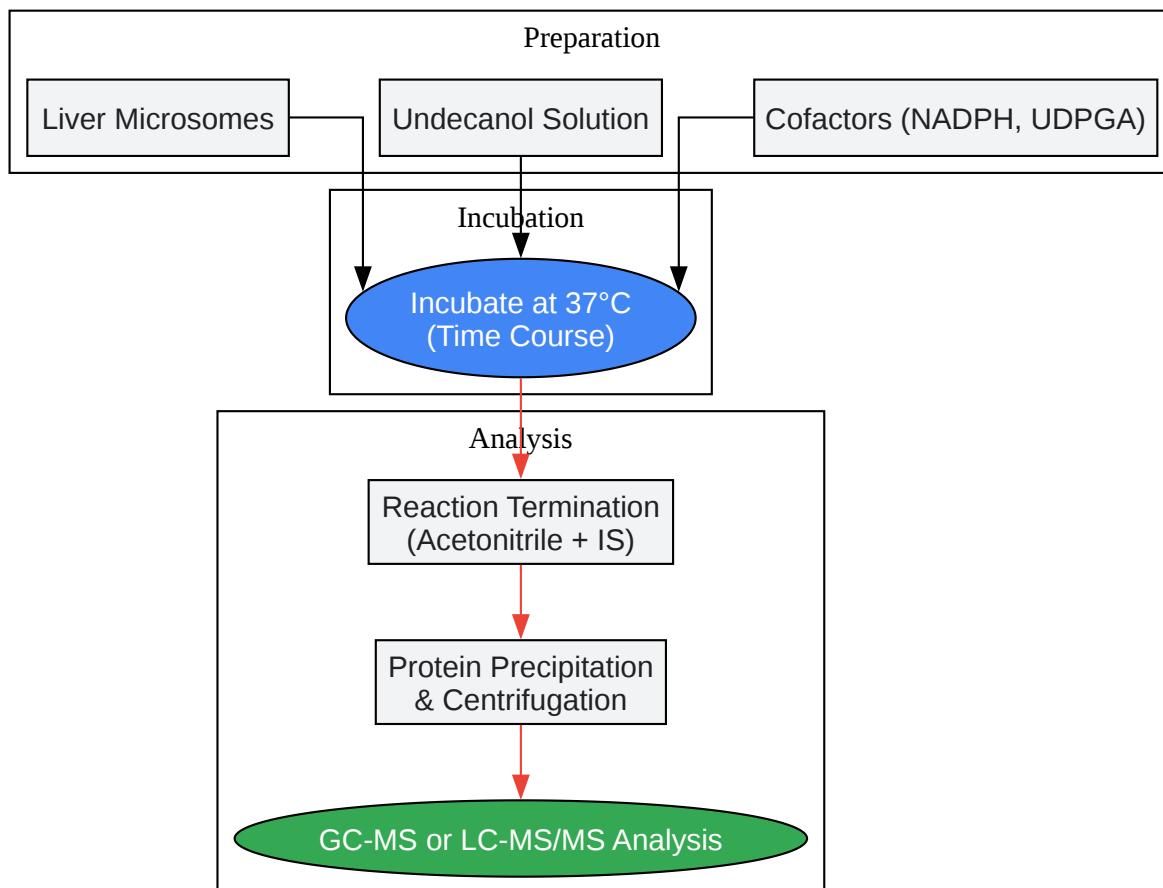 Preparation
Liver Microsomes
Undecanol Solution
Cofactors (NADPH, UDPGA)
Incubation
Incubate at 37°C
(Time Course)
Analysis
Reaction Termination
(Acetonitrile + IS)
Protein Precipitation
& Centrifugation
GC-MS or LC-MS/MS Analysis